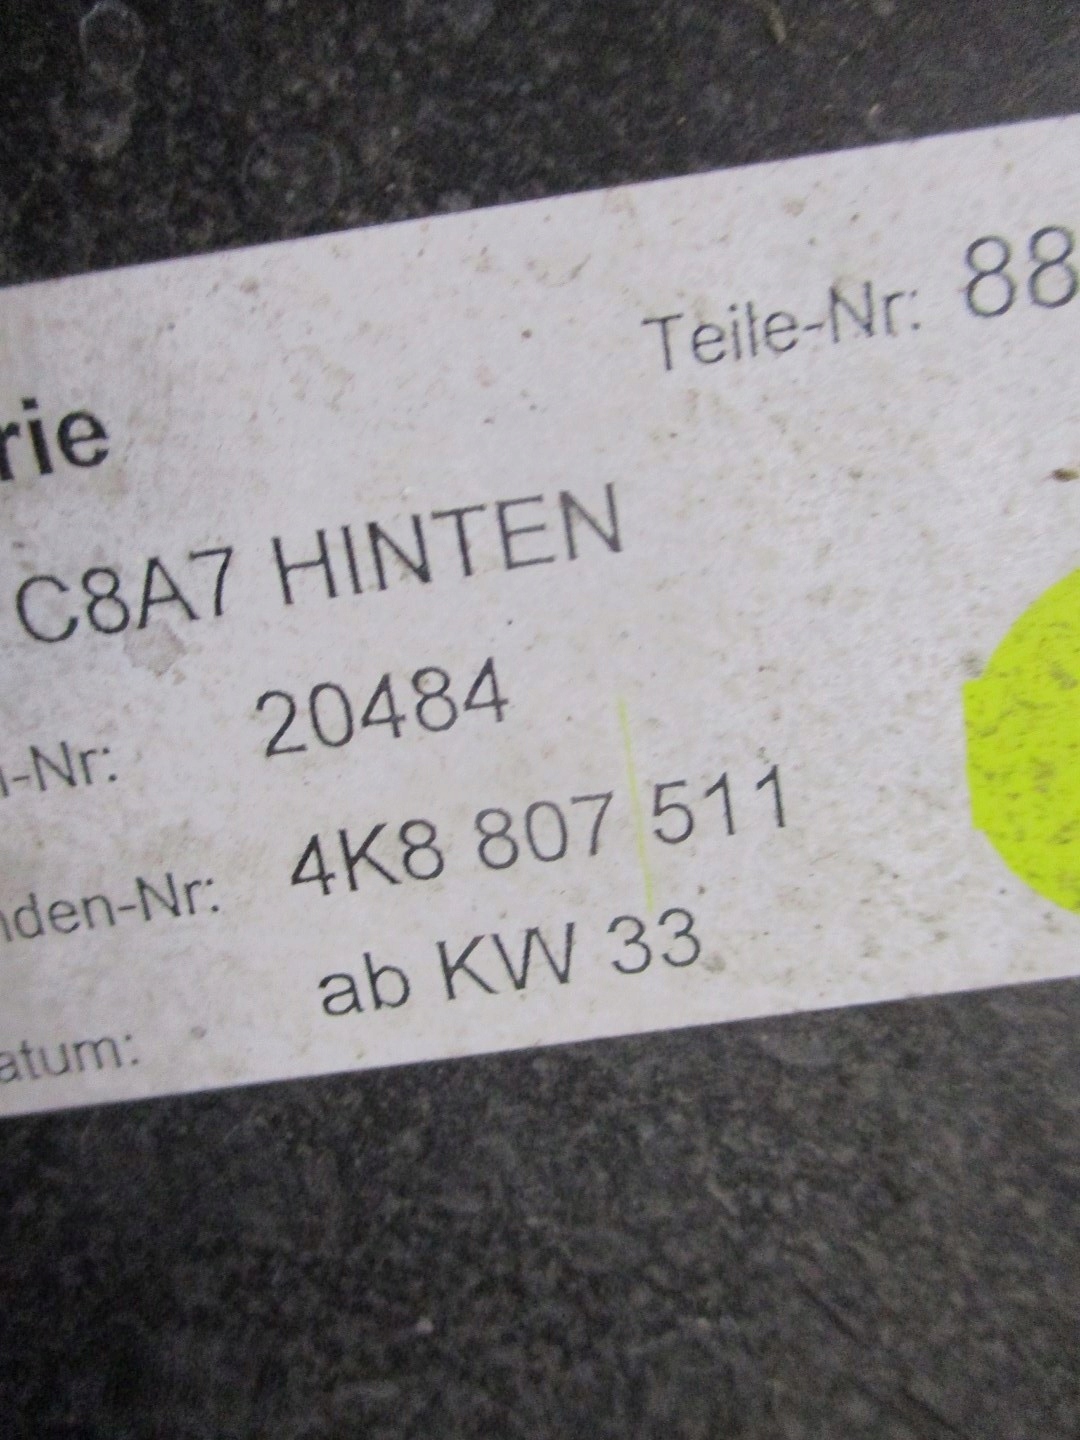 Teile-Nr: 88
rie
C8A7 HINTEN
-Nr: 20484
nden-Nr: 4K8 807 511
atum: ab KW 33